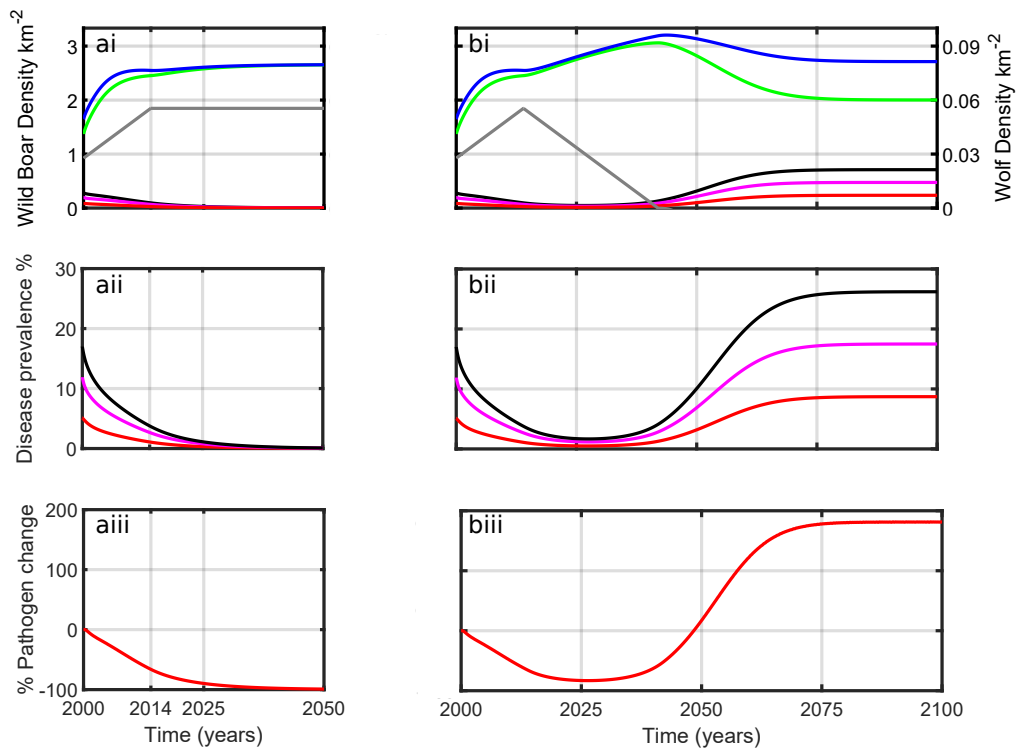 Wild Boar Density km-2
3
2
1
0
ai
bi
0.09
0.06
0.03
0
Wolf Density km-2
Disease prevalence %
30
20
10
0
aii
bii
% Pathogen change
200
100
0
-100
aiii
biii
2000 2014 2025 2050
Time (years)
2000 2025 2050 2075 2100
Time (years)